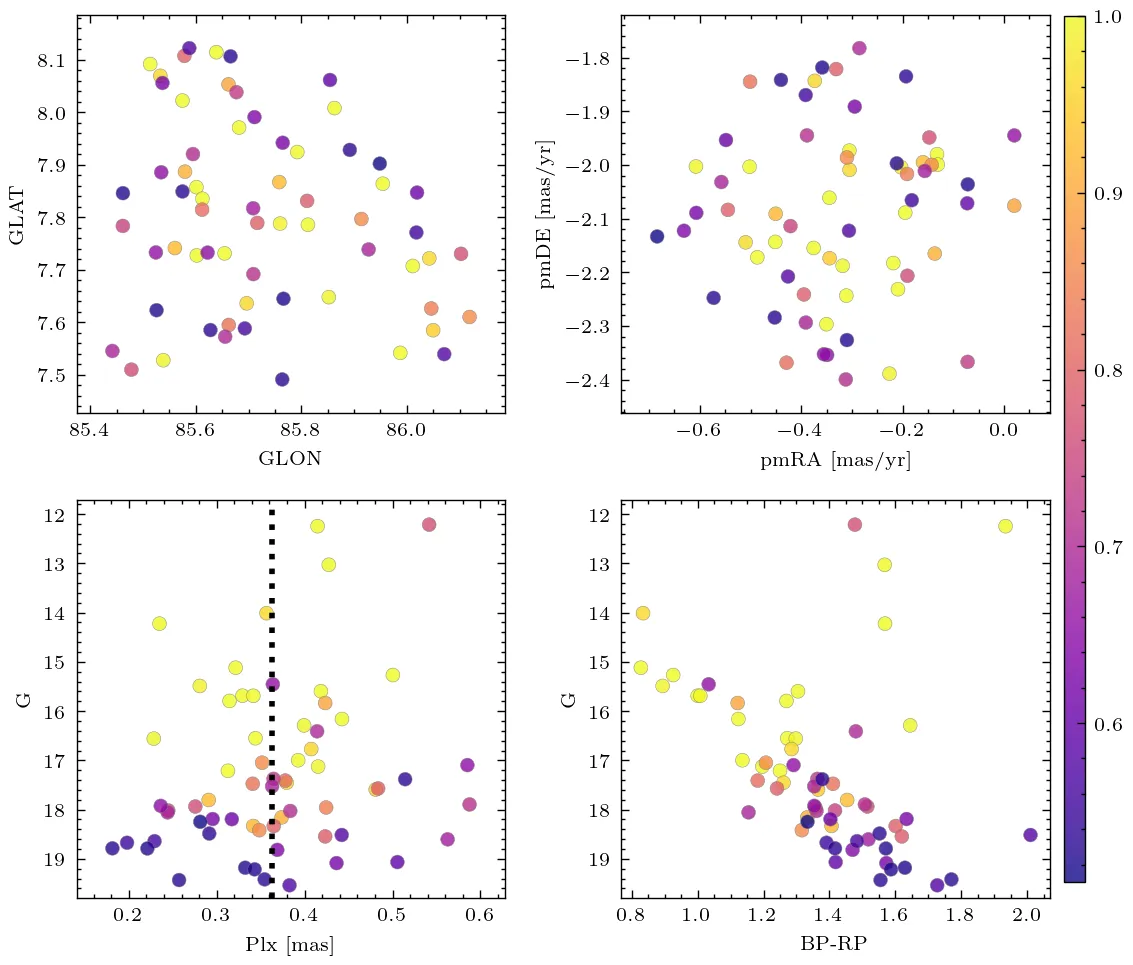 8.1
8.0
7.9
7.8
7.7
7.6
7.5
GLAT
85.4 85.6 85.8 86.0
GLON
−1.8
−1.9
−2.0
−2.1
−2.2
−2.3
−2.4
pmDE [mas/yr]
−0.6 −0.4 −0.2 0.0
pmRA [mas/yr]
12
13
14
15
16
17
18
19
G
0.2 0.3 0.4 0.5 0.6
Plx [mas]
12
13
14
15
16
17
18
19
G
0.8 1.0 1.2 1.4 1.6 1.8 2.0
BP-RP
1.0
0.9
0.8
0.7
0.6